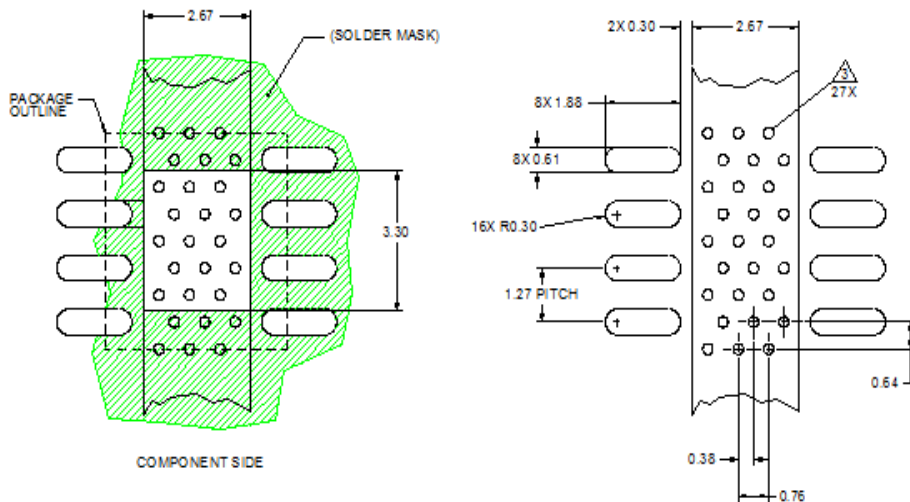 2.67
(SOLDER MASK)
PACKAGE
OUTLINE
3.30
COMPONENT SIDE
2X 0.30
2.67
3
27X
8X 1.88
8X 0.61
16X R0.30
1.27 PITCH
0.64
0.38
0.76